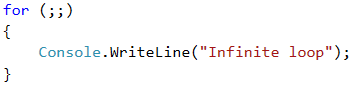 for (;;)
{
    Console.WriteLine("Infinite loop");
}